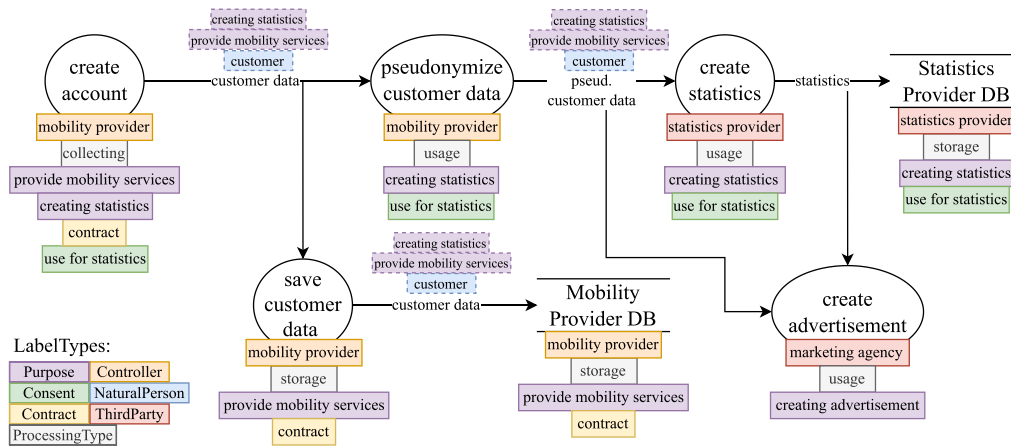 creating statistics
provide mobility services
customer
customer data
creating statistics
provide mobility services
customer
pseud.
customer data
create
account
mobility provider
collecting
provide mobility services
creating statistics
contract
use for statistics
pseudonymize
customer data
mobility provider
usage
creating statistics
use for statistics
create
statistics
statistics provider
usage
creating statistics
use for statistics
statistics
Statistics
Provider DB
statistics provider
storage
creating statistics
use for statistics
creating statistics
provide mobility services
customer
customer data
save
customer
data
mobility provider
storage
provide mobility services
contract
Mobility
Provider DB
mobility provider
storage
provide mobility services
contract
create
advertisement
marketing agency
usage
creating advertisement
LabelTypes:
Purpose Controller
Consent NaturalPerson
Contract ThirdParty
ProcessingType